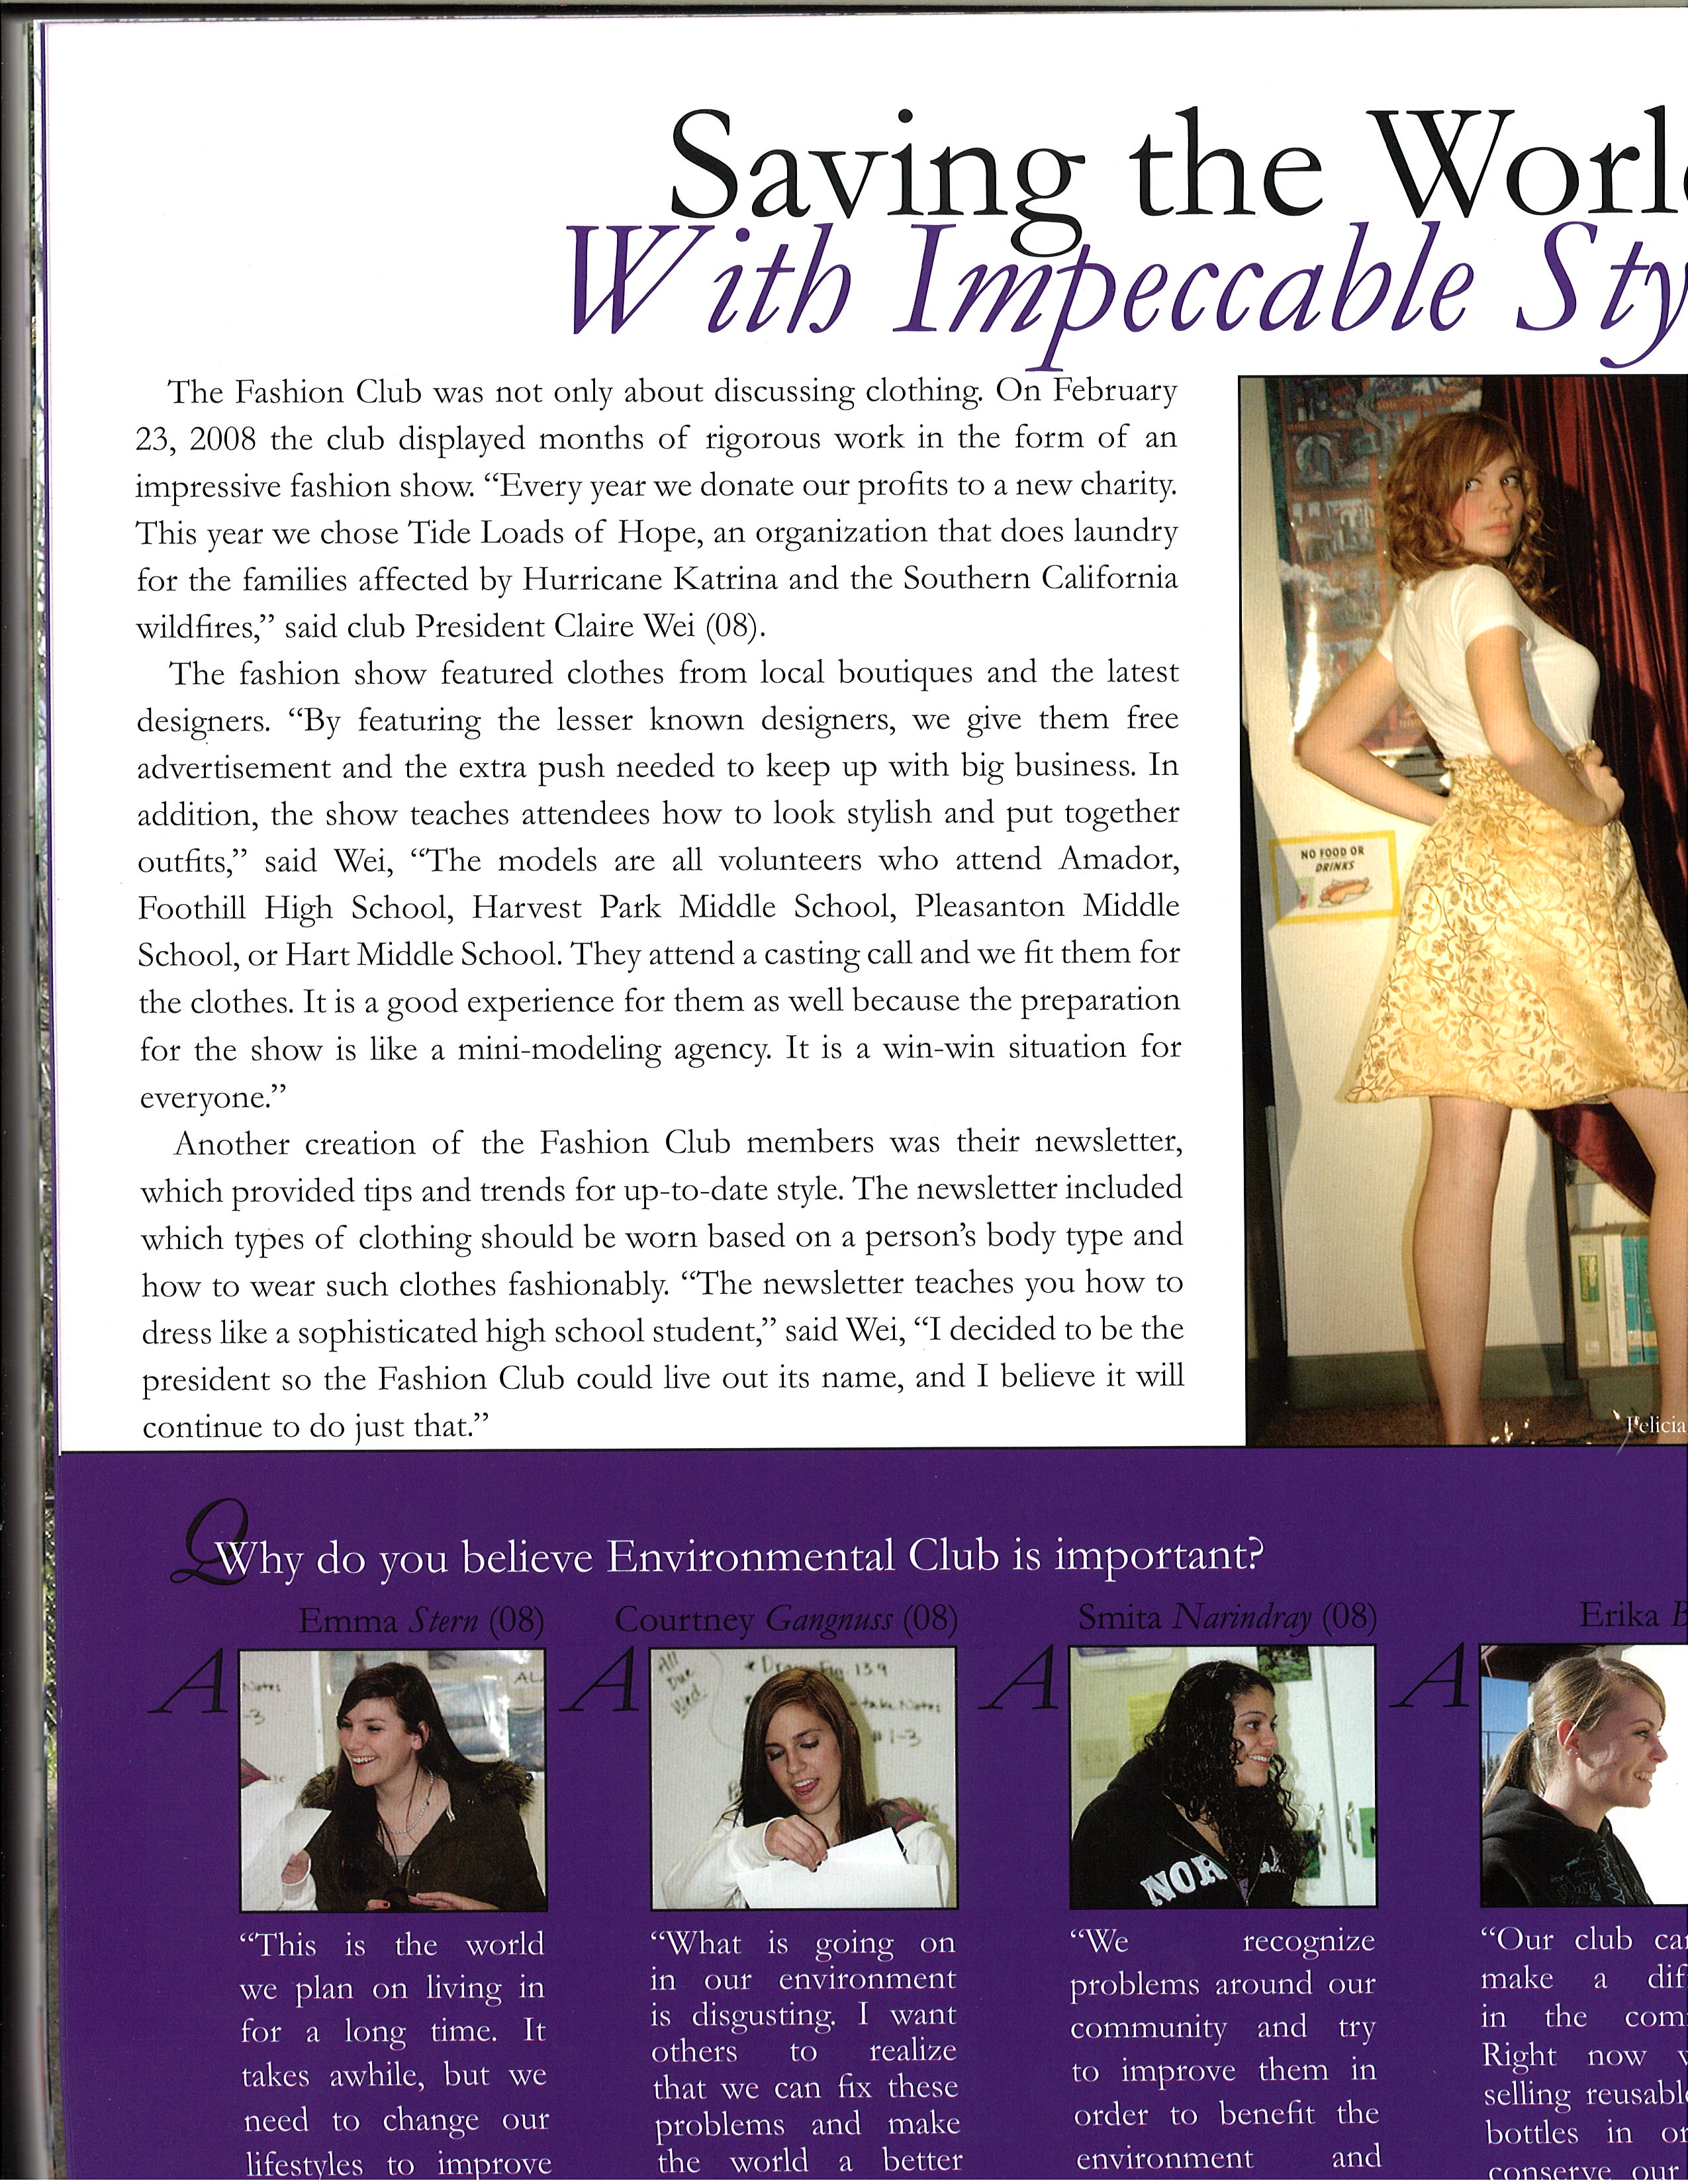 Saving the Worl
With Impeccable Sty
The Fashion Club was not only about discussing clothing. On February
23, 2008 the club displayed months of rigorous work in the form of an
impressive fashion show. “Every year we donate our profits to a new charity.
This year we chose Tide Loads of Hope, an organization that does laundry
for the families affected by Hurricane Katrina and the Southern California
wildfires,” said club President Claire Wei (08).
The fashion show featured clothes from local boutiques and the latest
designers. “By featuring the lesser known designers, we give them free
advertisement and the extra push needed to keep up with big business. In
addition, the show teaches attendees how to look stylish and put together
outfits,” said Wei, “The models are all volunteers who attend Amador,
Foothill High School, Harvest Park Middle School, Pleasanton Middle
School, or Hart Middle School. They attend a casting call and we fit them for
the clothes. It is a good experience for them as well because the preparation
for the show is like a mini-modeling agency. It is a win-win situation for
everyone.”
Another creation of the Fashion Club members was their newsletter,
which provided tips and trends for up-to-date style. The newsletter included
which types of clothing should be worn based on a person’s body type and
how to wear such clothes fashionably. “The newsletter teaches you how to
dress like a sophisticated high school student,” said Wei, “I decided to be the
president so the Fashion Club could live out its name, and I believe it will
continue to do just that.”
NO FOOD OR
DRINKS
Felicia
Q
Why do you believe Environmental Club is important?
Emma Stern (08)
A
Notes
-3
AL
“This is the world
we plan on living in
for a long time. It
takes awhile, but we
need to change our
lifestyles to improve
Courtney Gangnuss (08)
A
All
Due
Wed
Fig 13.9
take Notes
#1-3
“What is going on
in our environment
is disgusting. I want
others to realize
that we can fix these
problems and make
the world a better
Smita Narindray (08)
A
NOR
“We recognize
problems around our
community and try
to improve them in
order to benefit the
environment and
Erika B
A
“Our club ca
make a dif
in the com
Right now w
selling reusabl
bottles in or
conserve our